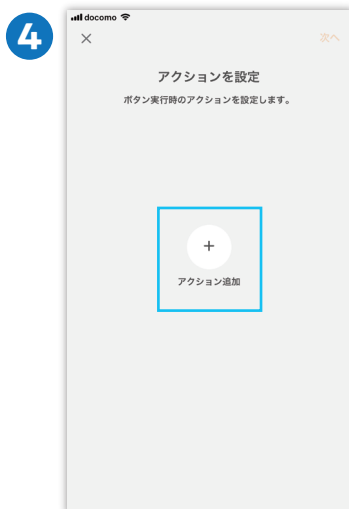 4
docomo
次へ
アクションを設定
ボタン実行時のアクションを設定します。
+
アクション追加